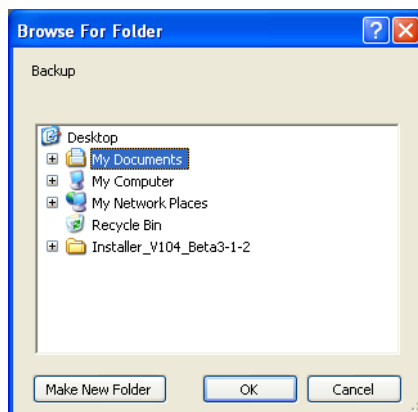 Browse For Folder
Backup
Desktop
My Documents
My Computer
My Network Places
Recycle Bin
Installer_V104_Beta3-1-2
Make New Folder OK Cancel